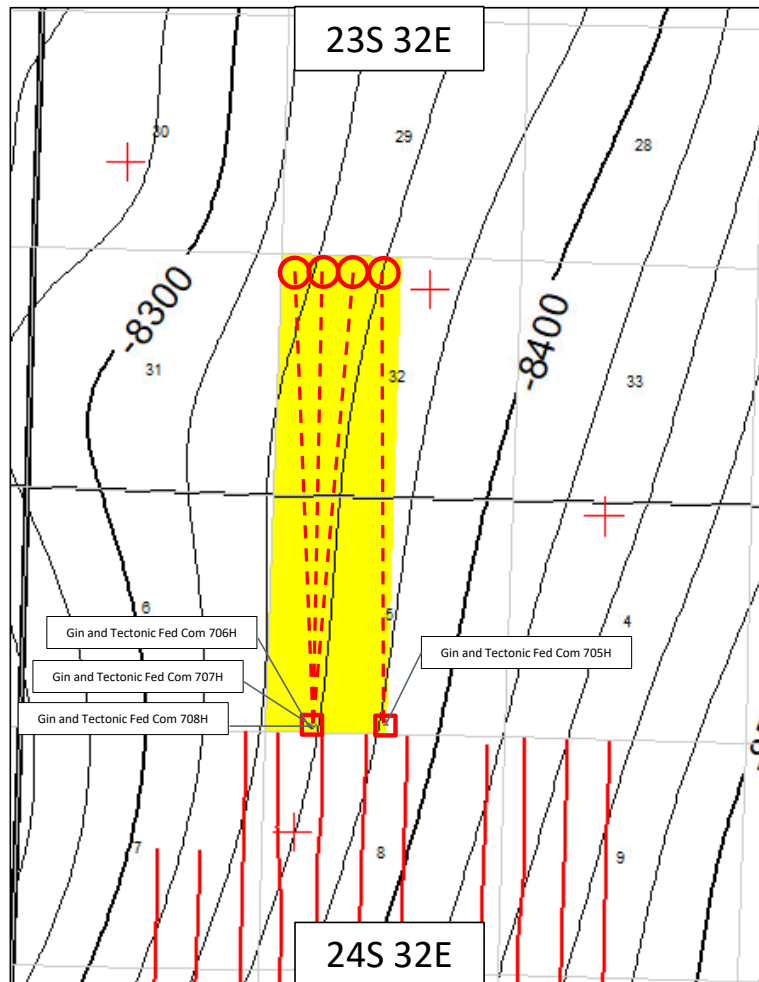 23S 32E
30
29
28
-8300
-8400
31
32
33
6
5
4
Gin and Tectonic Fed Com 706H
Gin and Tectonic Fed Com 705H
Gin and Tectonic Fed Com 707H
Gin and Tectonic Fed Com 708H
7
8
9
24S 32E